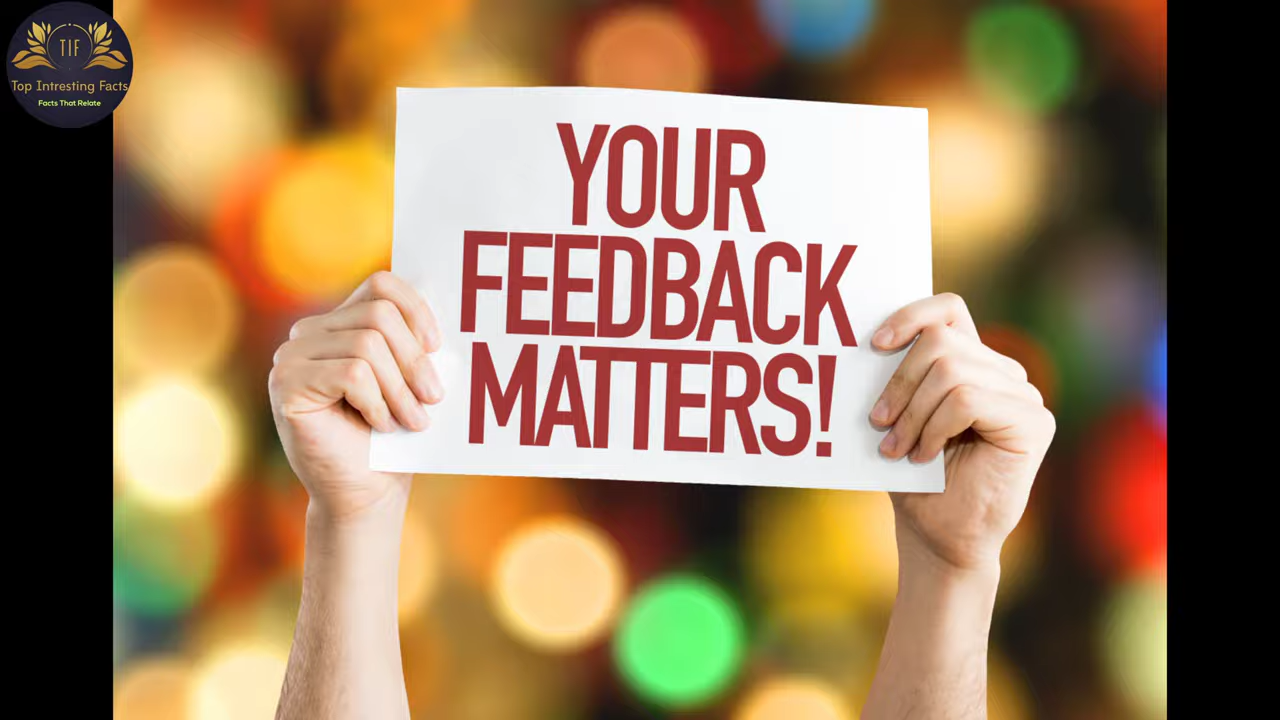 TIF
Top Intresting Facts
Facts That Relate
YOUR
FEEDBACK
MATTERS!